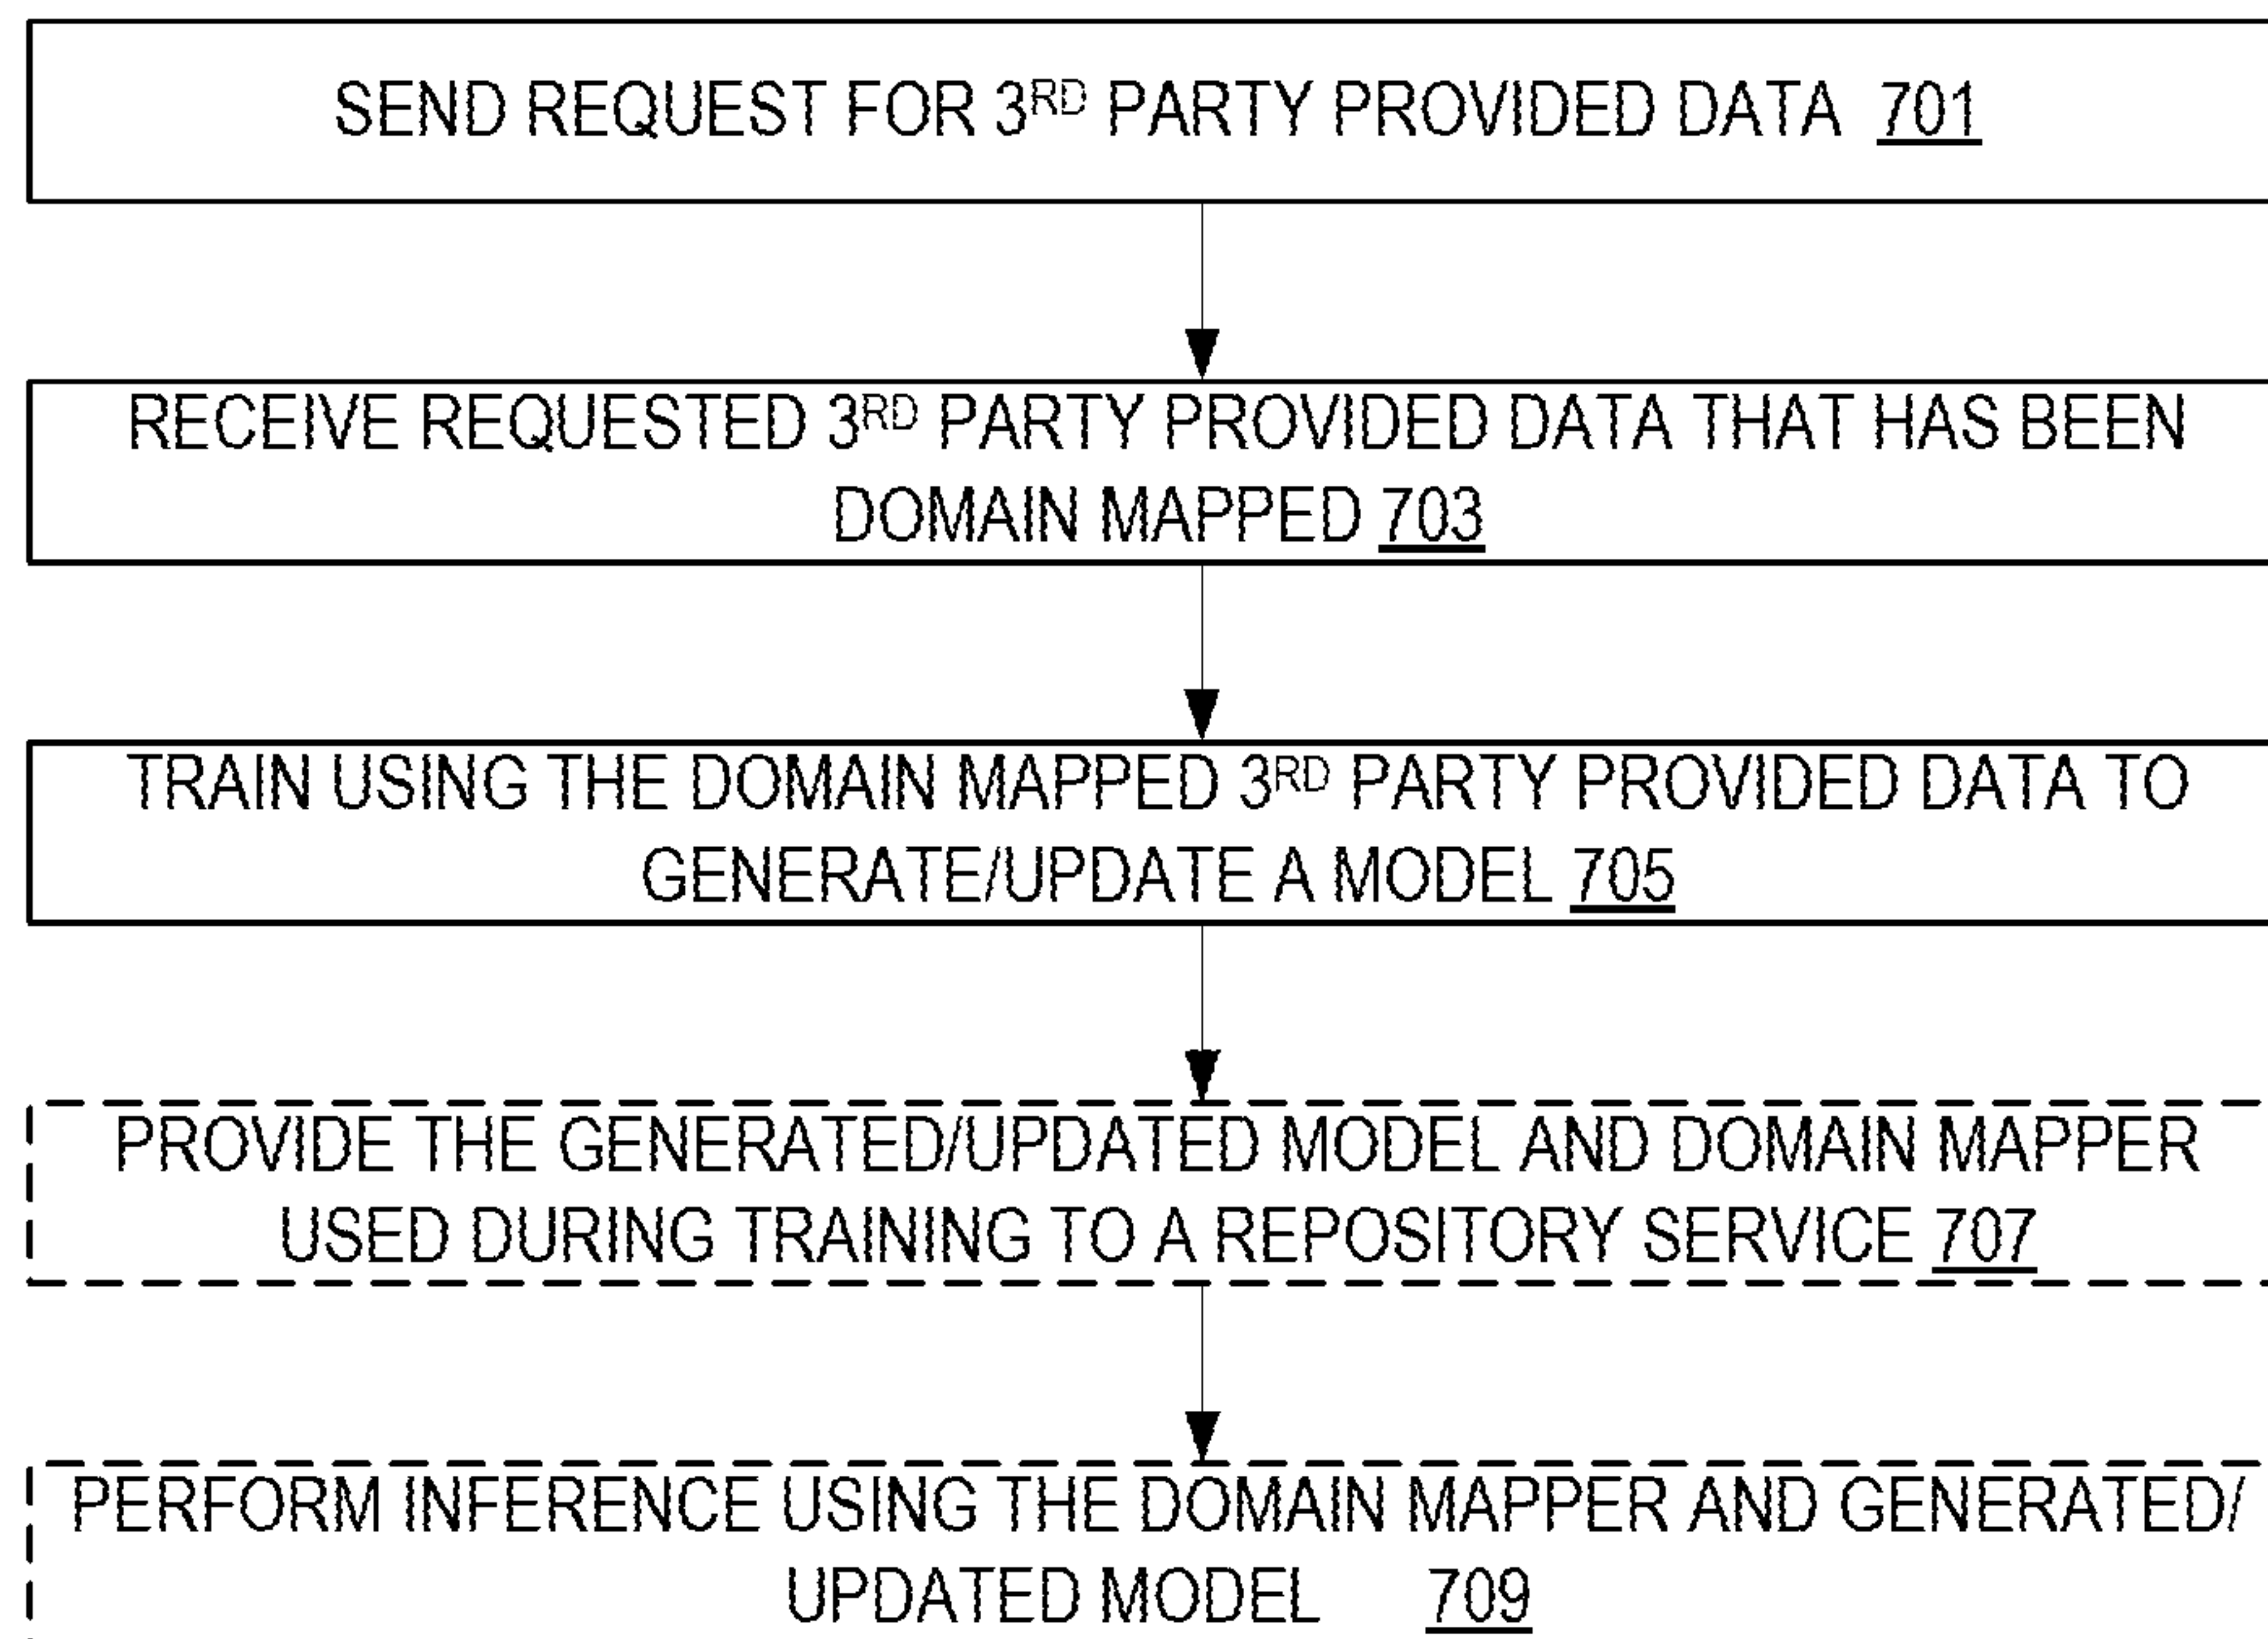 SEND REQUEST FOR 3RD PARTY PROVIDED DATA 701
RECEIVE REQUESTED 3RD PARTY PROVIDED DATA THAT HAS BEEN
DOMAIN MAPPED 703
TRAIN USING THE DOMAIN MAPPED 3RD PARTY PROVIDED DATA TO
GENERATE/UPDATE A MODEL 705
PROVIDE THE GENERATED/UPDATED MODEL AND DOMAIN MAPPER
USED DURING TRAINING TO A REPOSITORY SERVICE 707
PERFORM INFERENCE USING THE DOMAIN MAPPER AND GENERATED/
UPDATED MODEL 709